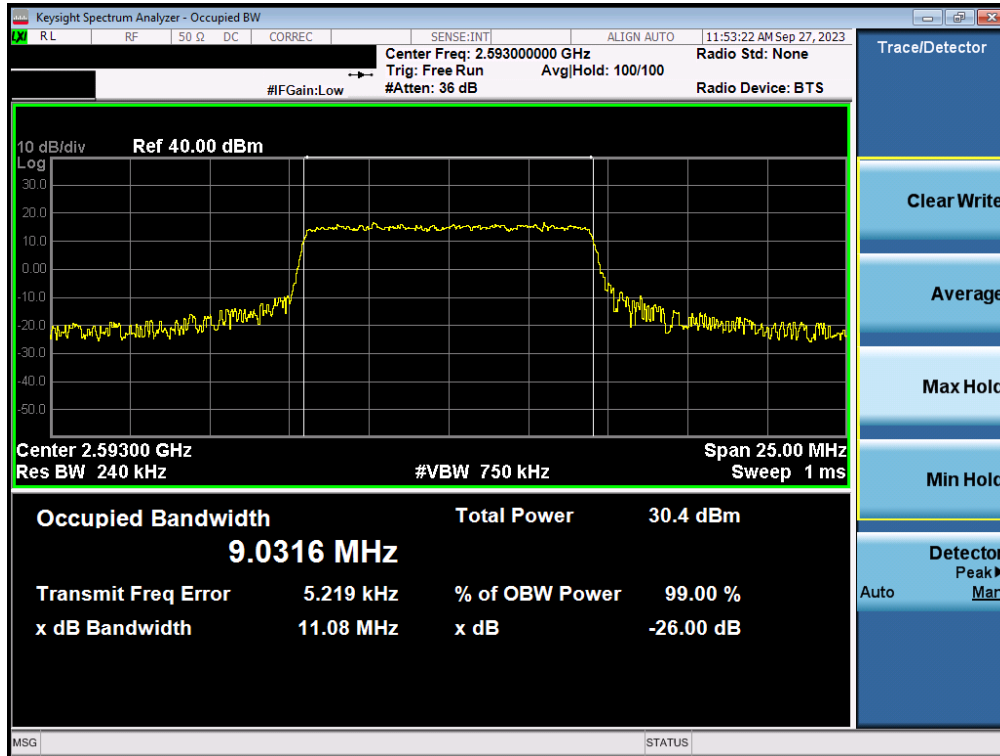 Keysight Spectrum Analyzer - Occupied BW
LXI RL RF 50 Ω DC CORREC SENSE:INT ALIGN AUTO 11:53:22 AM Sep 27, 2023
Center Freq: 2.593000000 GHz Radio Std: None
Trig: Free Run Avg|Hold: 100/100
#IFGain:Low #Atten: 36 dB Radio Device: BTS
Trace/Detector
10 dB/div Ref 40.00 dBm
Log
30.0
20.0
10.0
0.00
-10.0
-20.0
-30.0
-40.0
-50.0
Center 2.59300 GHz Span 25.00 MHz
Res BW 240 kHz #VBW 750 kHz Sweep 1 ms
Occupied Bandwidth Total Power 30.4 dBm
9.0316 MHz
Transmit Freq Error 5.219 kHz % of OBW Power 99.00 %
x dB Bandwidth 11.08 MHz x dB -26.00 dB
Clear Write
Average
Max Hold
Min Hold
Detector
Peak▶
Auto Man
MSG STATUS